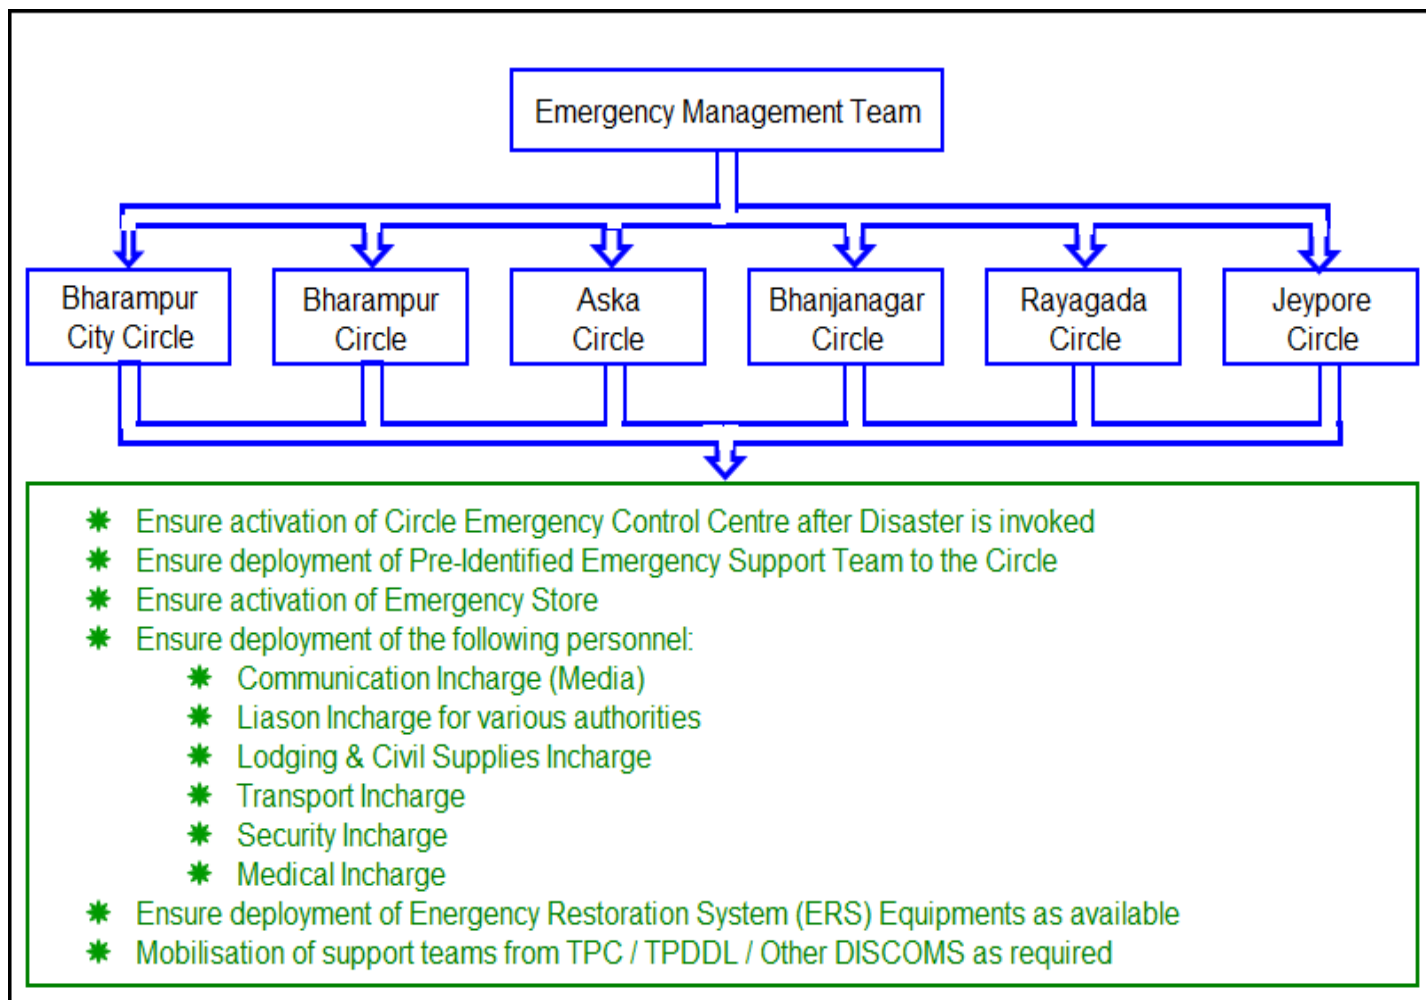 Emergency Management Team
Bharampur
City Circle
Bharampur
Circle
Aska
Circle
Bhanjanagar
Circle
Rayagada
Circle
Jeypore
Circle
Ensure activation of Circle Emergency Control Centre after Disaster is invoked
Ensure deployment of Pre-Identified Emergency Support Team to the Circle
Ensure activation of Emergency Store
Ensure deployment of the following personnel:
Communication Incharge (Media)
Liason Incharge for various authorities
Lodging & Civil Supplies Incharge
Transport Incharge
Security Incharge
Medical Incharge
Ensure deployment of Energency Restoration System (ERS) Equipments as available
Mobilisation of support teams from TPC / TPDDL / Other DISCOMS as required